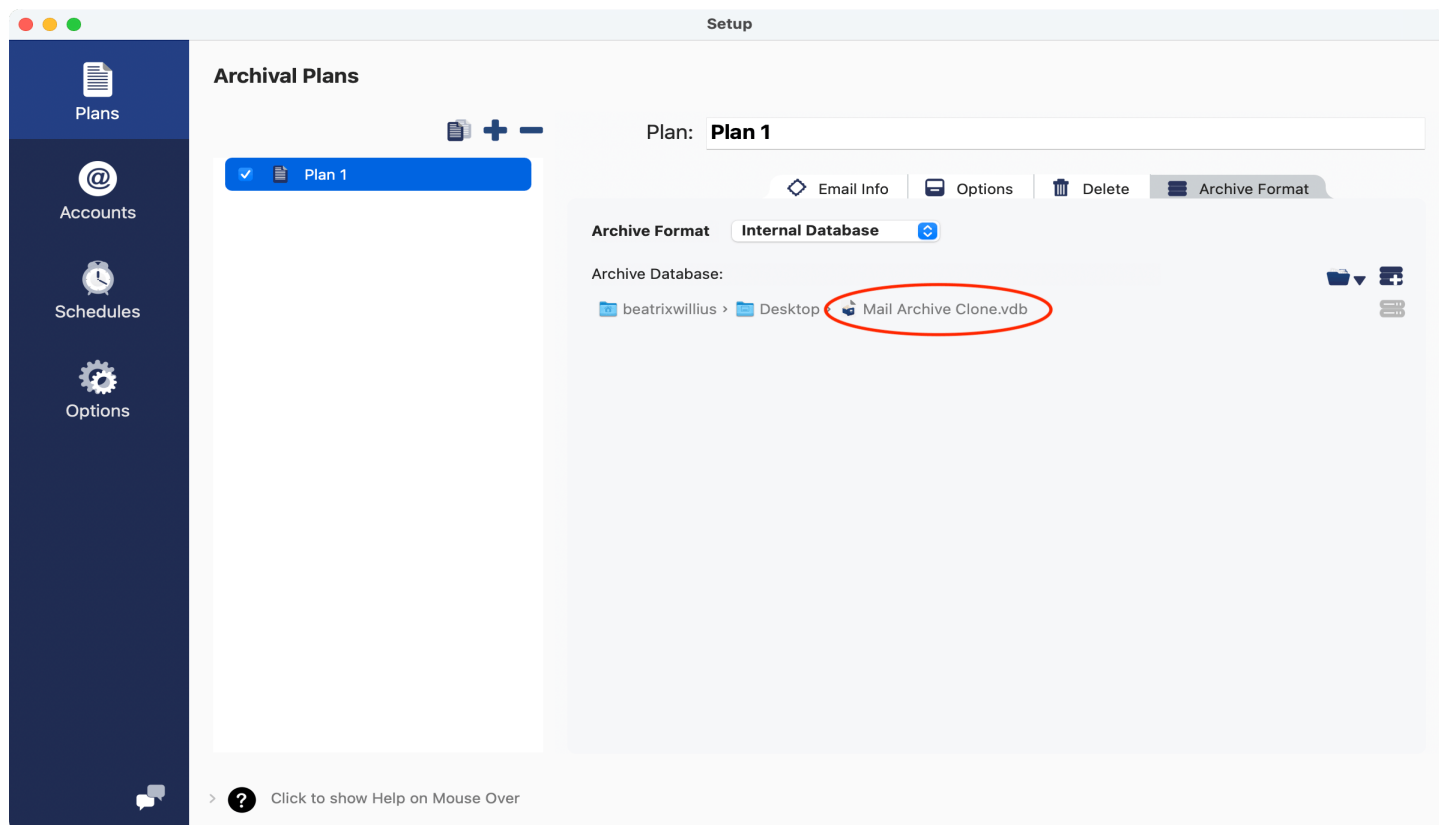 Setup
Plans
Accounts
Schedules
Options
Archival Plans
Plan 1
Plan: Plan 1
Email Info Options Delete Archive Format
Archive Format Internal Database
Archive Database:
beatrixwillius › Desktop › Mail Archive Clone.vdb
? Click to show Help on Mouse Over